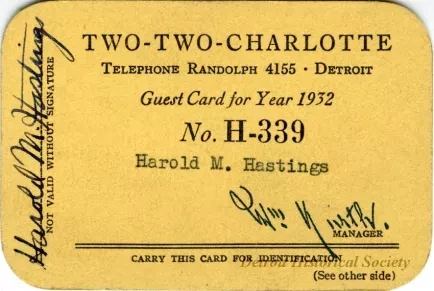 TWO-TWO-CHARLOTTE
TELEPHONE RANDOLPH 4155 · DETROIT
Guest Card for Year 1932
No. H-339
Harold M. Hastings
Wm
MANAGER
CARRY THIS CARD FOR IDENTIFICATION
(See other side)
Harold M. Hastings
NOT VALID WITHOUT SIGNATURE
Detroit Historical Society